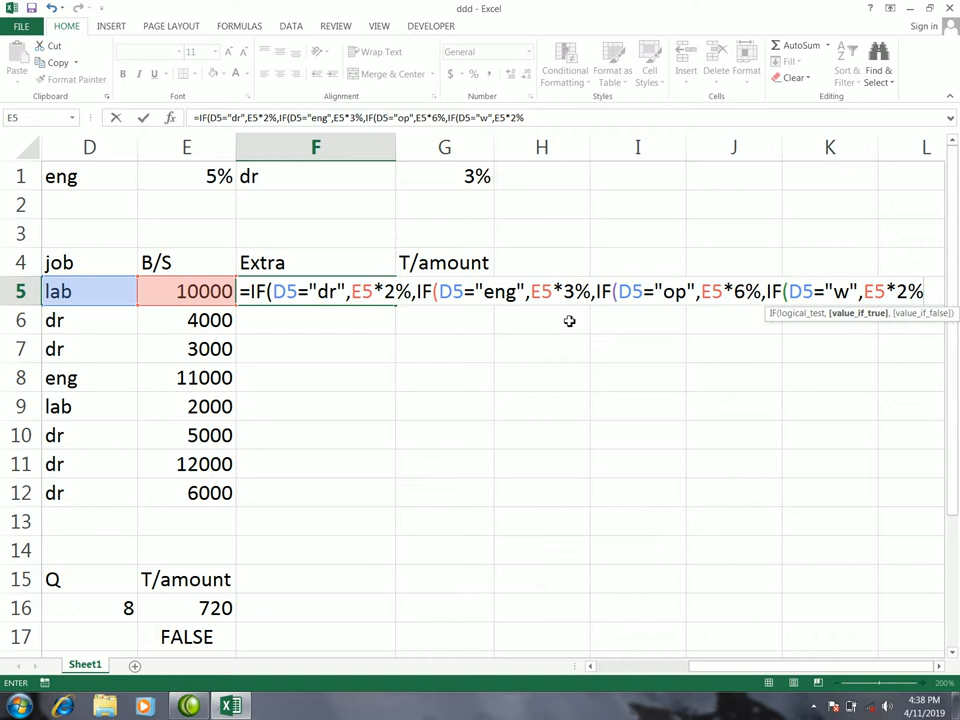 ddd - Excel
FILE HOME INSERT PAGE LAYOUT FORMULAS DATA REVIEW VIEW DEVELOPER Sign in
Paste Cut Copy Format Painter Clipboard
11 B I U A Font
Wrap Text Merge & Center Alignment
General $ % , Number
Conditional Formatting Format as Table Cell Styles Styles
Insert Delete Format Cells
AutoSum Fill Clear Sort & Filter Find & Select Editing
E5 fx =IF(D5="dr",E5*2%,IF(D5="eng",E5*3%,IF(D5="op",E5*6%,IF(D5="w",E5*2%
D E F G H I J K L
1 eng 5% dr 3%
2
3
4 job B/S Extra T/amount
5 lab 10000 =IF(D5="dr",E5*2%,IF(D5="eng",E5*3%,IF(D5="op",E5*6%,IF(D5="w",E5*2%
IF(logical_test, [value_if_true], [value_if_false])
6 dr 4000
7 dr 3000
8 eng 11000
9 lab 2000
10 dr 5000
11 dr 12000
12 dr 6000
13
14
15 Q T/amount
16 8 720
17 FALSE
Sheet1
ENTER 200%
4:38 PM
4/11/2019